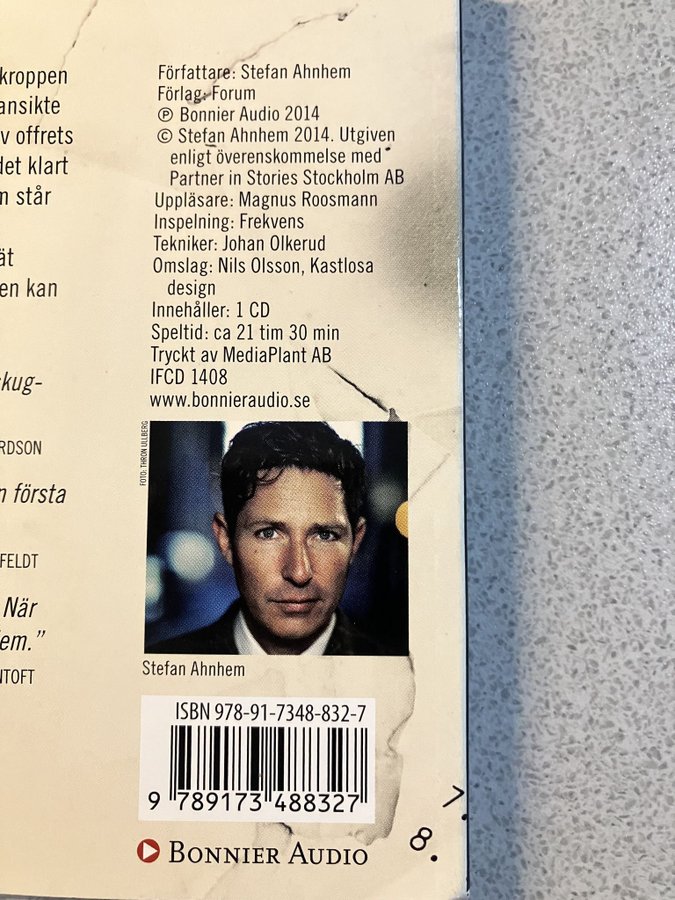 kroppen
ansikte
v offrets
det klart
m står
ät
en kan
kug-
RDSON
n första
FELDT
När
em.”
NTOFT
Författare: Stefan Ahnhem
Förlag: Forum
℗ Bonnier Audio 2014
© Stefan Ahnhem 2014. Utgiven
enligt överenskommelse med
Partner in Stories Stockholm AB
Uppläsare: Magnus Roosmann
Inspelning: Frekvens
Tekniker: Johan Olkerud
Omslag: Nils Olsson, Kastlosa
design
Innehåller: 1 CD
Speltid: ca 21 tim 30 min
Tryckt av MediaPlant AB
IFCD 1408
www.bonnieraudio.se
FOTO: THRON ULLBERG
Stefan Ahnhem
ISBN 978-91-7348-832-7
9 789173 488327
7.
8.
BONNIER AUDIO